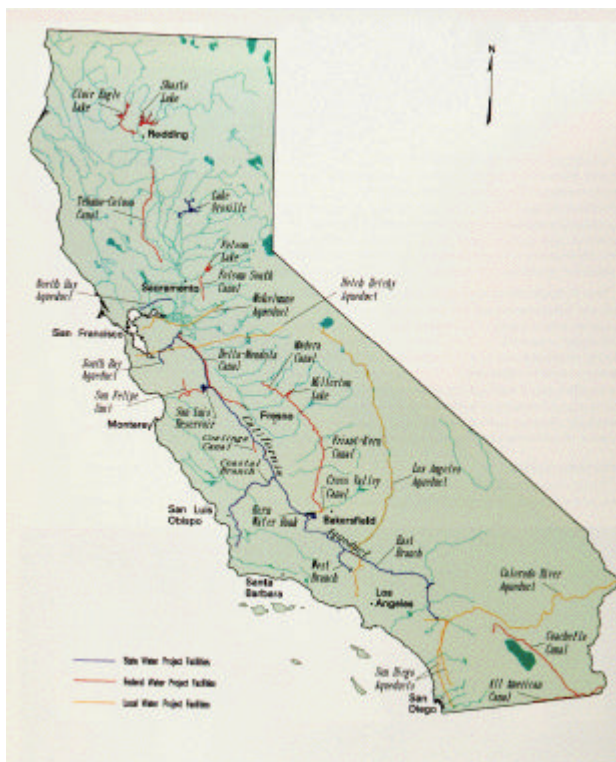 N
Clair Eagle
Lake
Shasta
Lake
Redding
Tehama-Colusa
Canal
Lake
Oroville
Folsom
Lake
Folsom South
Canal
North Bay
Aqueduct
Sacramento
Mokelumne
Aqueduct
Hetch Hetchy
Aqueduct
San Francisco
South Bay
Aqueduct
Delta-Mendota
Canal
Madera
Canal
Millerton
Lake
San Felipe
Unit
San Luis
Reservoir
Monterey
Fresno
Coalinga
Canal
California
Aqueduct
Coastal
Branch
Friant-Kern
Canal
Cross Valley
Canal
Los Angeles
Aqueduct
San Luis
Obispo
Kern
Water Bank
Bakersfield
East
Branch
West
Branch
Santa
Barbara
Los
Angeles
Colorado River
Aqueduct
Coachella
Canal
San Diego
Aqueducts
All American
Canal
San
Diego
State Water Project Facilities
Federal Water Project Facilities
Local Water Project Facilities